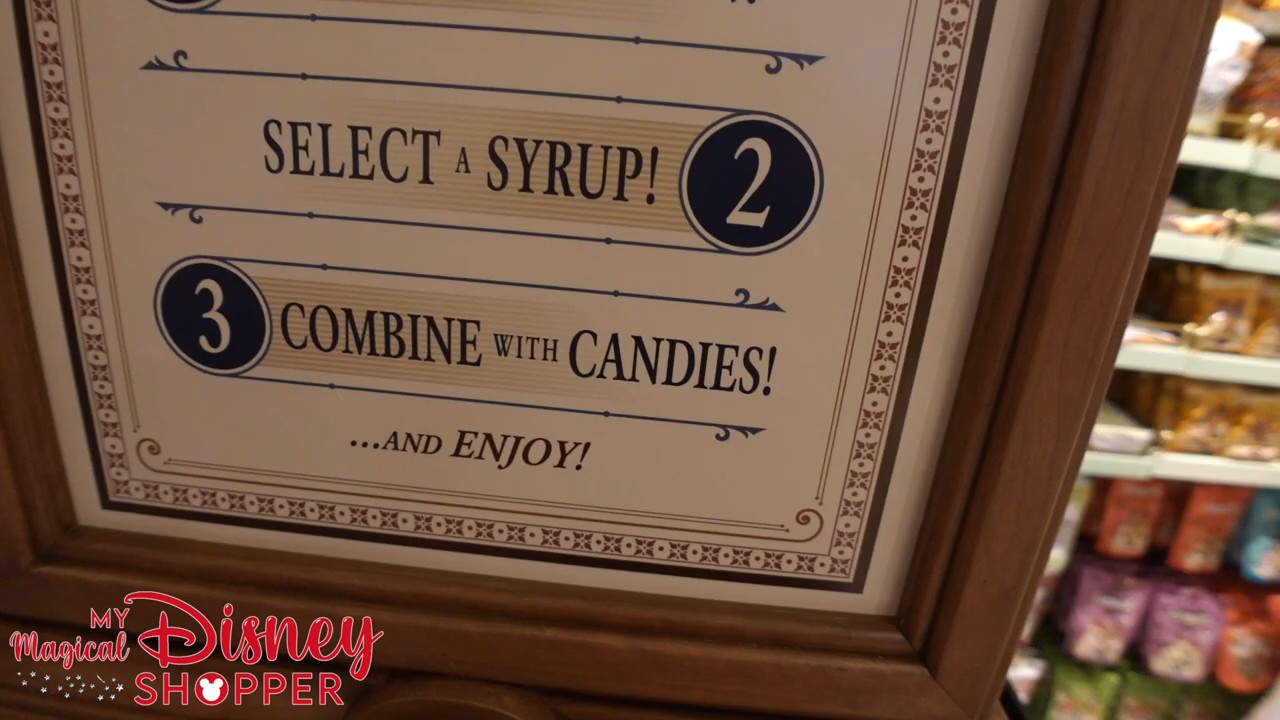 SELECT A SYRUP! 2
3 COMBINE WITH CANDIES!
...AND ENJOY!
MY
Magical Disney
SHOPPER